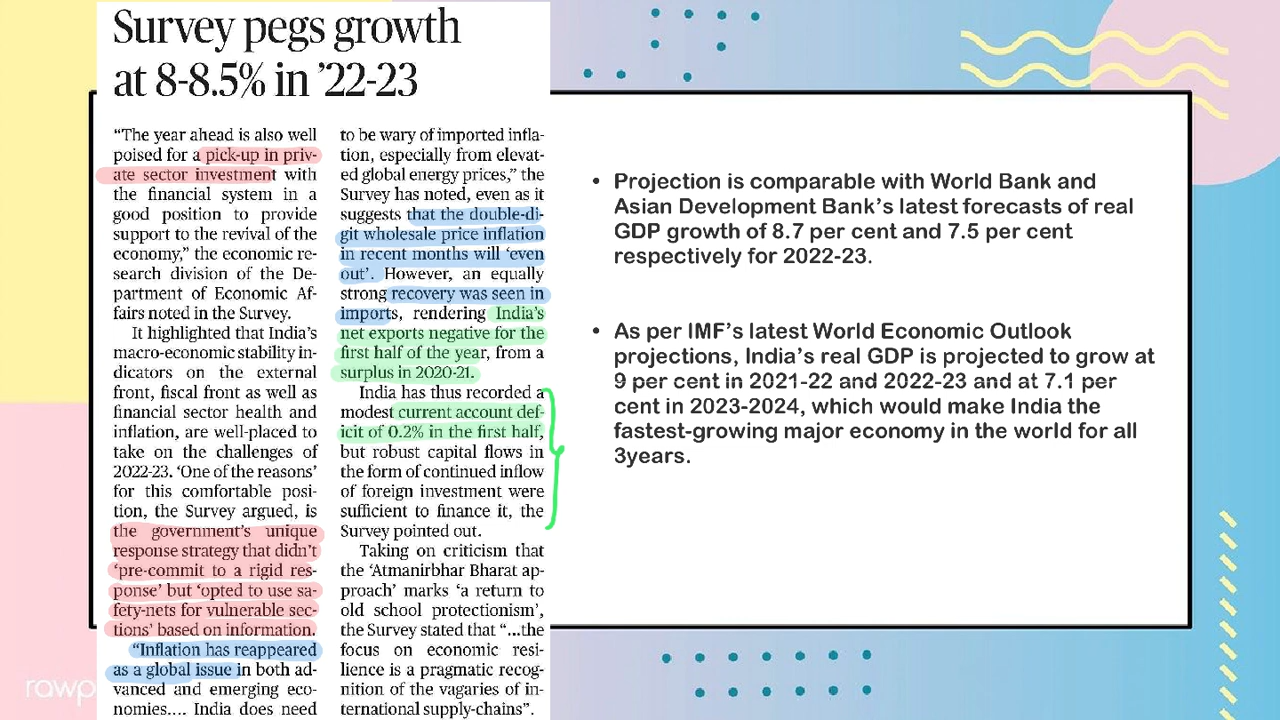 Survey pegs growth
at 8-8.5% in ’22-23
“The year ahead is also well
poised for a pick-up in priv-
ate sector investment with
the financial system in a
good position to provide
support to the revival of the
economy,” the economic re-
search division of the De-
partment of Economic Af-
fairs noted in the Survey.
It highlighted that India’s
macro-economic stability in-
dicators on the external
front, fiscal front as well as
financial sector health and
inflation, are well-placed to
take on the challenges of
2022-23. ‘One of the reasons’
for this comfortable posi-
tion, the Survey argued, is
the government’s unique
response strategy that didn’t
‘pre-commit to a rigid res-
ponse’ but ‘opted to use sa-
fety-nets for vulnerable sec-
tions’ based on information.
“Inflation has reappeared
as a global issue in both ad-
vanced and emerging eco-
nomies.... India does need
to be wary of imported infla-
tion, especially from elevat-
ed global energy prices,” the
Survey has noted, even as it
suggests that the double-di-
git wholesale price inflation
in recent months will ‘even
out’. However, an equally
strong recovery was seen in
imports, rendering India’s
net exports negative for the
first half of the year, from a
surplus in 2020-21.
India has thus recorded a
modest current account def-
icit of 0.2% in the first half,
but robust capital flows in
the form of continued inflow
of foreign investment were
sufficient to finance it, the
Survey pointed out.
Taking on criticism that
the ‘Atmanirbhar Bharat ap-
proach’ marks ‘a return to
old school protectionism’,
the Survey stated that “...the
focus on economic resi-
lience is a pragmatic recog-
nition of the vagaries of in-
ternational supply-chains”.
• Projection is comparable with World Bank and
Asian Development Bank’s latest forecasts of real
GDP growth of 8.7 per cent and 7.5 per cent
respectively for 2022-23.
• As per IMF’s latest World Economic Outlook
projections, India’s real GDP is projected to grow at
9 per cent in 2021-22 and 2022-23 and at 7.1 per
cent in 2023-2024, which would make India the
fastest-growing major economy in the world for all
3years.
rawp